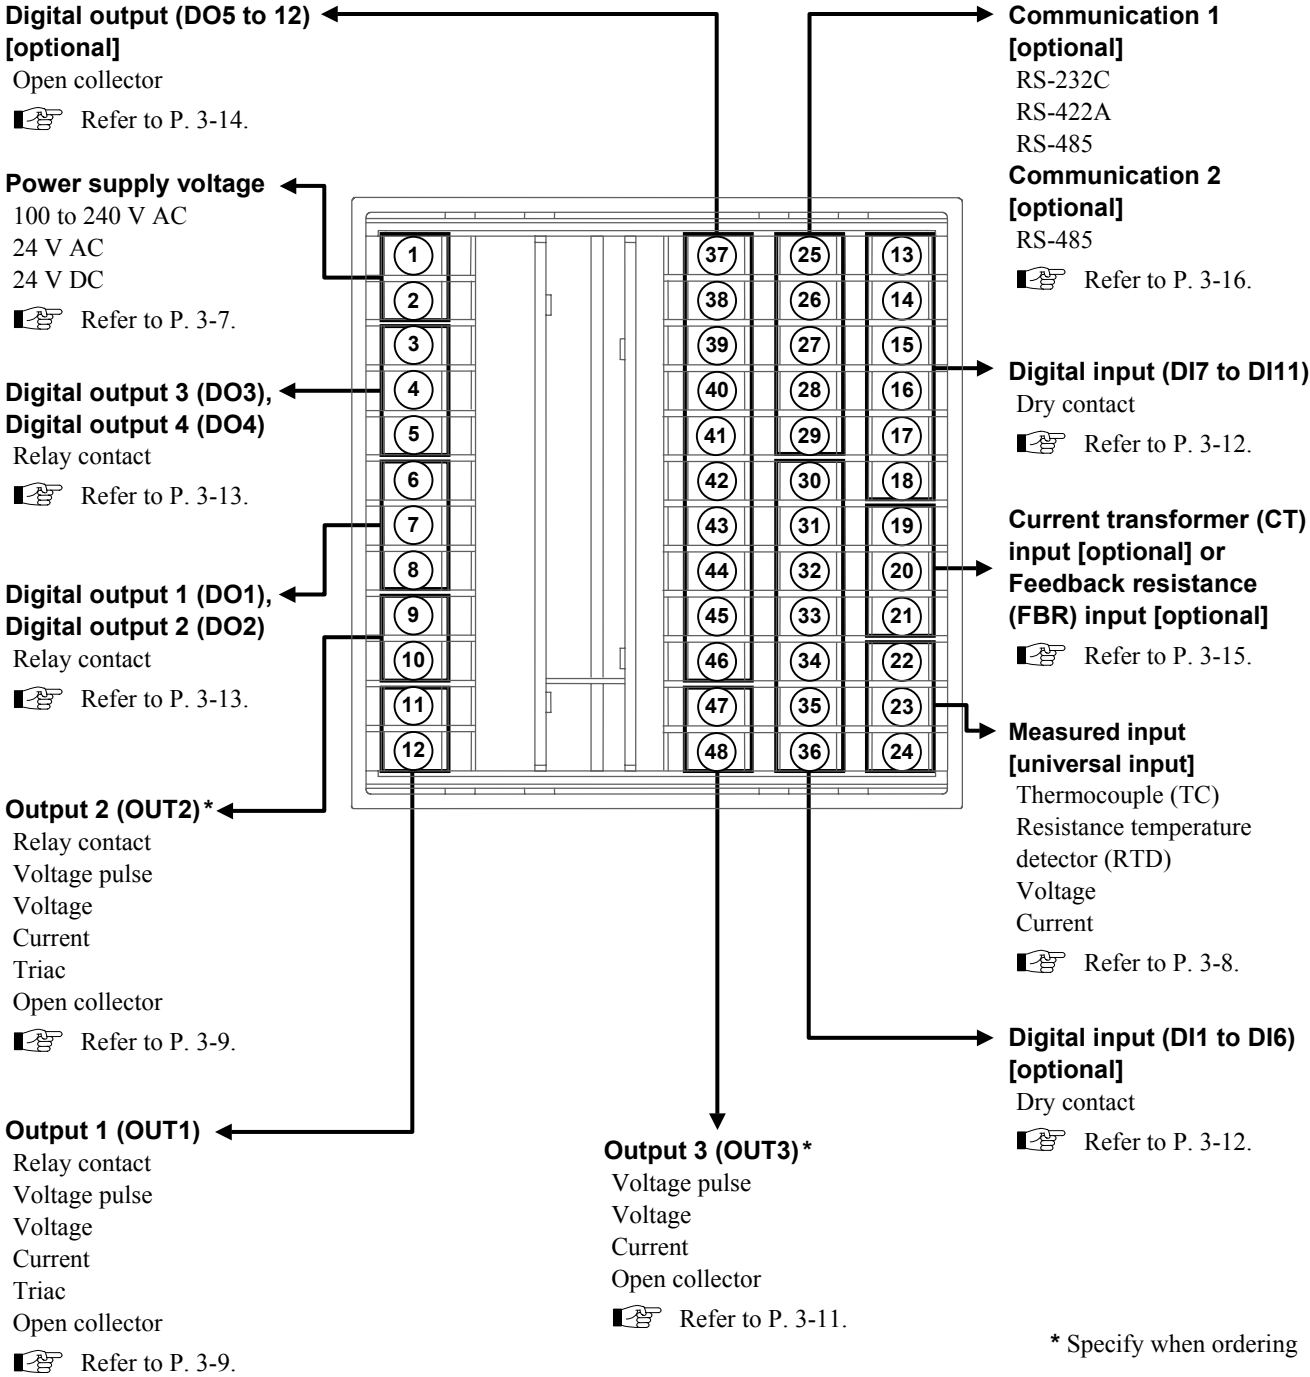 Digital output (DO5 to 12)
[optional]
Open collector
Refer to P. 3-14.
Power supply voltage
100 to 240 V AC
24 V AC
24 V DC
Refer to P. 3-7.
Digital output 3 (DO3),
Digital output 4 (DO4)
Relay contact
Refer to P. 3-13.
Digital output 1 (DO1),
Digital output 2 (DO2)
Relay contact
Refer to P. 3-13.
Output 2 (OUT2)*
Relay contact
Voltage pulse
Voltage
Current
Triac
Open collector
Refer to P. 3-9.
Output 1 (OUT1)
Relay contact
Voltage pulse
Voltage
Current
Triac
Open collector
Refer to P. 3-9.
1
2
3
4
5
6
7
8
9
10
11
12
37
38
39
40
41
42
43
44
45
46
47
48
25
26
27
28
29
30
31
32
33
34
35
36
13
14
15
16
17
18
19
20
21
22
23
24
Output 3 (OUT3)*
Voltage pulse
Voltage
Current
Open collector
Refer to P. 3-11.
Communication 1
[optional]
RS-232C
RS-422A
RS-485
Communication 2
[optional]
RS-485
Refer to P. 3-16.
Digital input (DI7 to DI11)
Dry contact
Refer to P. 3-12.
Current transformer (CT)
input [optional] or
Feedback resistance
(FBR) input [optional]
Refer to P. 3-15.
Measured input
[universal input]
Thermocouple (TC)
Resistance temperature
detector (RTD)
Voltage
Current
Refer to P. 3-8.
Digital input (DI1 to DI6)
[optional]
Dry contact
Refer to P. 3-12.
* Specify when ordering